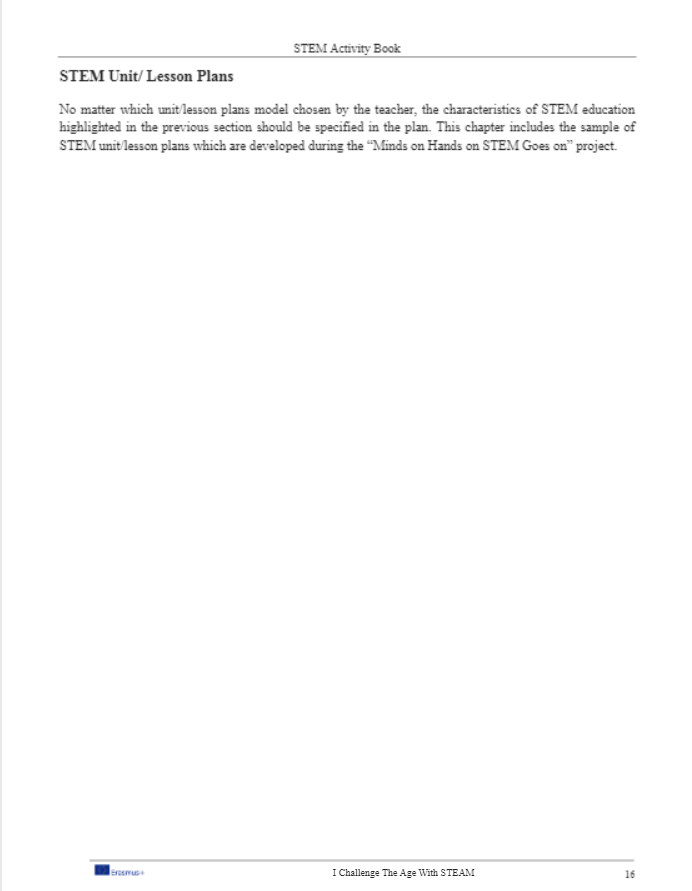 STEM Activity Book
STEM Unit/ Lesson Plans
No matter which unit/lesson plans model chosen by the teacher, the characteristics of STEM education
highlighted in the previous section should be specified in the plan. This chapter includes the sample of
STEM unit/lesson plans which are developed during the “Minds on Hands on STEM Goes on” project.
Erasmus+
I Challenge The Age With STEAM
16